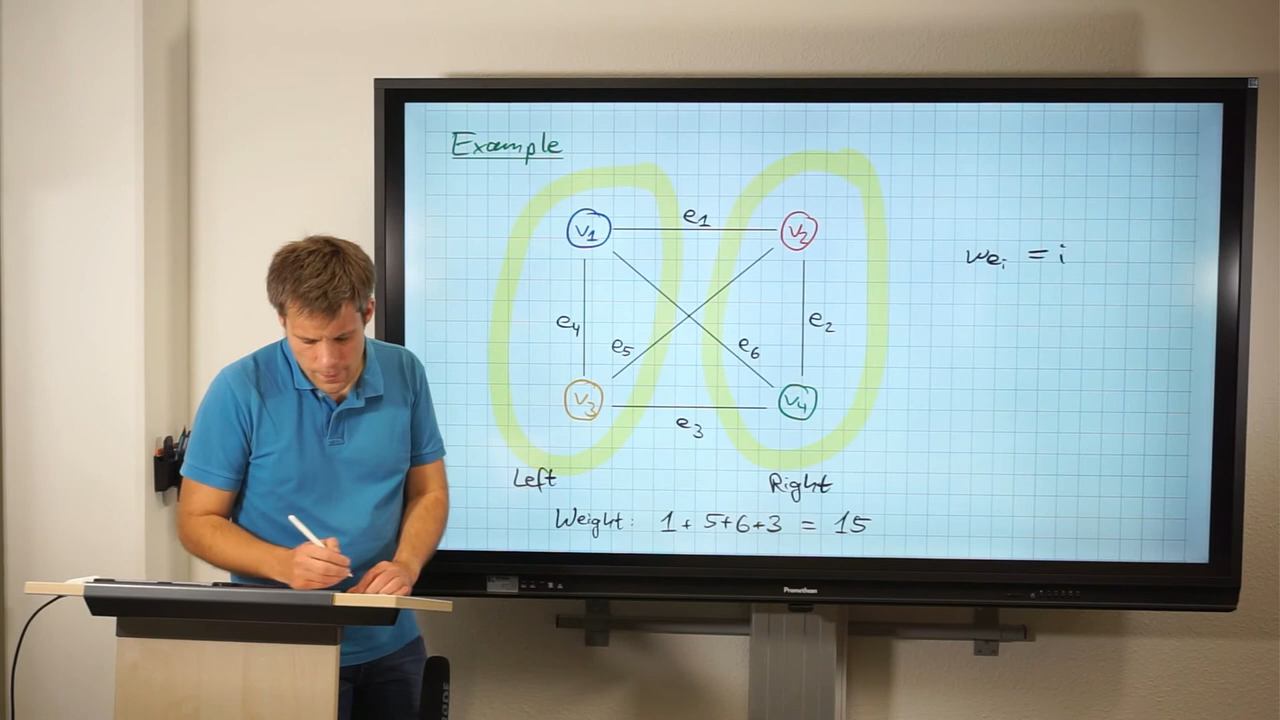 Example
v1 e1 v2
we_i = i
e4 e5 e6 e2
v3 e3 v4
Left Right
Weight: 1 + 5+6+3 = 15
Promethean